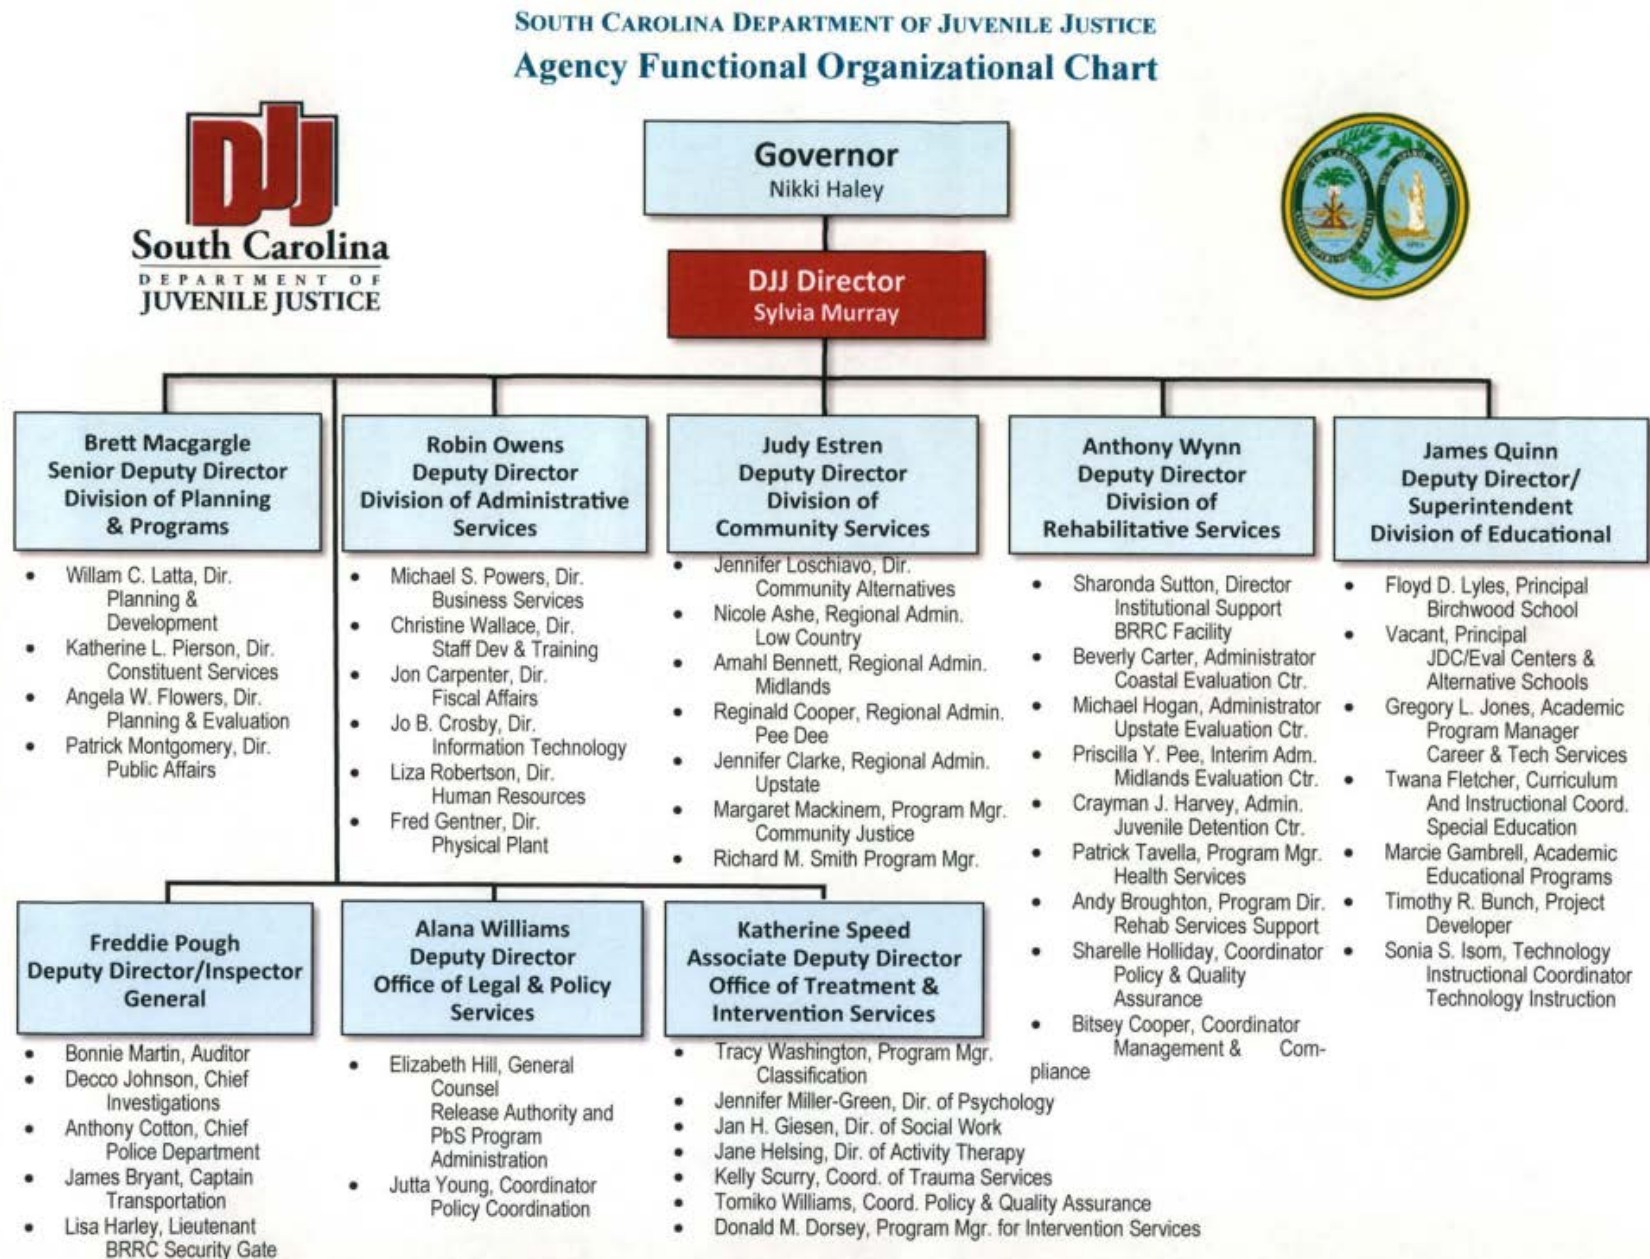 SOUTH CAROLINA DEPARTMENT OF JUVENILE JUSTICE
Agency Functional Organizational Chart
DJJ
South Carolina
DEPARTMENT OF
JUVENILE JUSTICE
Governor
Nikki Haley
DJJ Director
Sylvia Murray
Brett Macgargle
Senior Deputy Director
Division of Planning
& Programs
• Willam C. Latta, Dir.
Planning &
Development
• Katherine L. Pierson, Dir.
Constituent Services
• Angela W. Flowers, Dir.
Planning & Evaluation
• Patrick Montgomery, Dir.
Public Affairs
Robin Owens
Deputy Director
Division of Administrative
Services
• Michael S. Powers, Dir.
Business Services
• Christine Wallace, Dir.
Staff Dev & Training
• Jon Carpenter, Dir.
Fiscal Affairs
• Jo B. Crosby, Dir.
Information Technology
• Liza Robertson, Dir.
Human Resources
• Fred Gentner, Dir.
Physical Plant
Judy Estren
Deputy Director
Division of
Community Services
• Jennifer Loschiavo, Dir.
Community Alternatives
• Nicole Ashe, Regional Admin.
Low Country
• Amahl Bennett, Regional Admin.
Midlands
• Reginald Cooper, Regional Admin.
Pee Dee
• Jennifer Clarke, Regional Admin.
Upstate
• Margaret Mackinem, Program Mgr.
Community Justice
• Richard M. Smith Program Mgr.
Anthony Wynn
Deputy Director
Division of
Rehabilitative Services
• Sharonda Sutton, Director
Institutional Support
BRRC Facility
• Beverly Carter, Administrator
Coastal Evaluation Ctr.
• Michael Hogan, Administrator
Upstate Evaluation Ctr.
• Priscilla Y. Pee, Interim Adm.
Midlands Evaluation Ctr.
• Crayman J. Harvey, Admin.
Juvenile Detention Ctr.
• Patrick Tavella, Program Mgr.
Health Services
• Andy Broughton, Program Dir.
Rehab Services Support
• Sharelle Holliday, Coordinator
Policy & Quality
Assurance
• Bitsey Cooper, Coordinator
Management & Com-
pliance
James Quinn
Deputy Director/
Superintendent
Division of Educational
• Floyd D. Lyles, Principal
Birchwood School
• Vacant, Principal
JDC/Eval Centers &
Alternative Schools
• Gregory L. Jones, Academic
Program Manager
Career & Tech Services
• Twana Fletcher, Curriculum
And Instructional Coord.
Special Education
• Marcie Gambrell, Academic
Educational Programs
• Timothy R. Bunch, Project
Developer
• Sonia S. Isom, Technology
Instructional Coordinator
Technology Instruction
Freddie Pough
Deputy Director/Inspector
General
• Bonnie Martin, Auditor
• Decco Johnson, Chief
Investigations
• Anthony Cotton, Chief
Police Department
• James Bryant, Captain
Transportation
• Lisa Harley, Lieutenant
BRRC Security Gate
Alana Williams
Deputy Director
Office of Legal & Policy
Services
• Elizabeth Hill, General
Counsel
Release Authority and
PbS Program
Administration
• Jutta Young, Coordinator
Policy Coordination
Katherine Speed
Associate Deputy Director
Office of Treatment &
Intervention Services
• Tracy Washington, Program Mgr.
Classification
• Jennifer Miller-Green, Dir. of Psychology
• Jan H. Giesen, Dir. of Social Work
• Jane Helsing, Dir. of Activity Therapy
• Kelly Scurry, Coord. of Trauma Services
• Tomiko Williams, Coord. Policy & Quality Assurance
• Donald M. Dorsey, Program Mgr. for Intervention Services